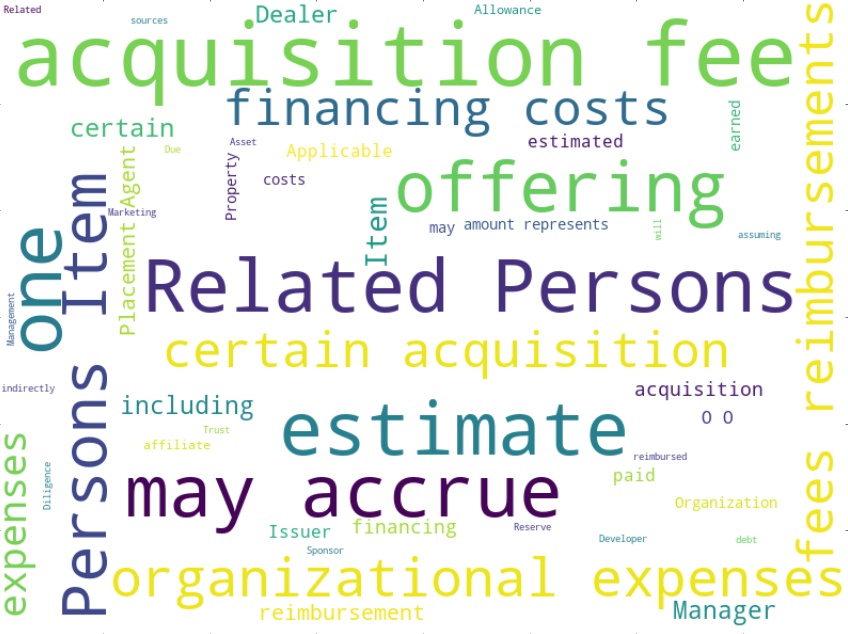 Related
sources
Dealer
Allowance
acquisition fee
financing costs
certain
earned
estimated
Asset
Due
Applicable
Property
costs
Placement Agent
Marketing
Item
offering
may
amount represents
will
assuming
one
Persons Item
Related Persons
Management
certain acquisition
fees reimbursements
indirectly
including
acquisition
O O
estimate
Trust
affiliate
reimbursed
expenses
Diligence
may accrue
paid
Organization
Issuer
financing
Reserve
Developer
debt
Sponsor
organizational expenses
reimbursement
Manager